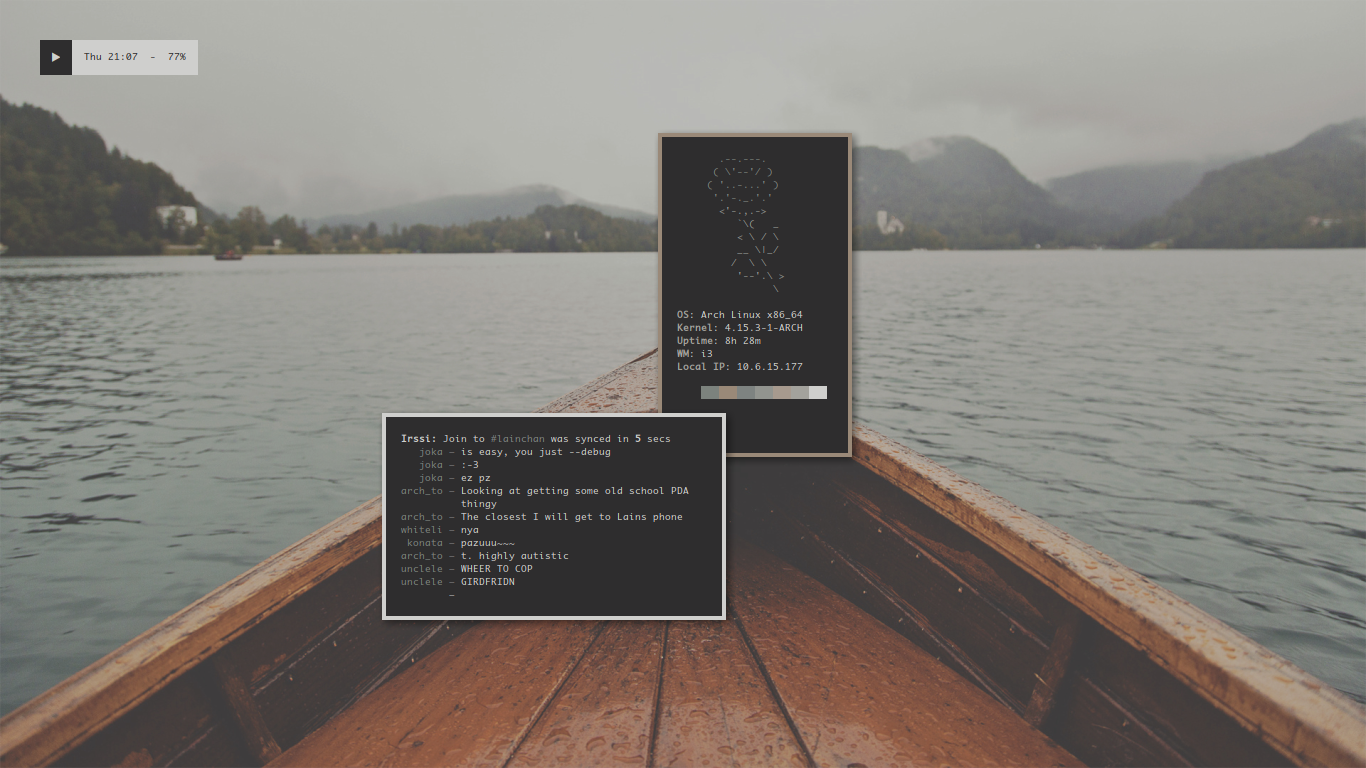 Thu 21:07  -  77%
OS: Arch Linux x86_64
Kernel: 4.15.3-1-ARCH
Uptime: 8h 28m
WM: i3
Local IP: 10.6.15.177
Irssi: Join to #lainchan was synced in 5 secs
joka – is easy, you just --debug
joka – :-3
joka – ez pz
arch_to – Looking at getting some old school PDA
thingy
arch_to – The closest I will get to Lains phone
whiteli – nya
konata – pazuuu~~~
arch_to – t. highly autistic
unclele – WHEER TO COP
unclele – GIRDFRIDN